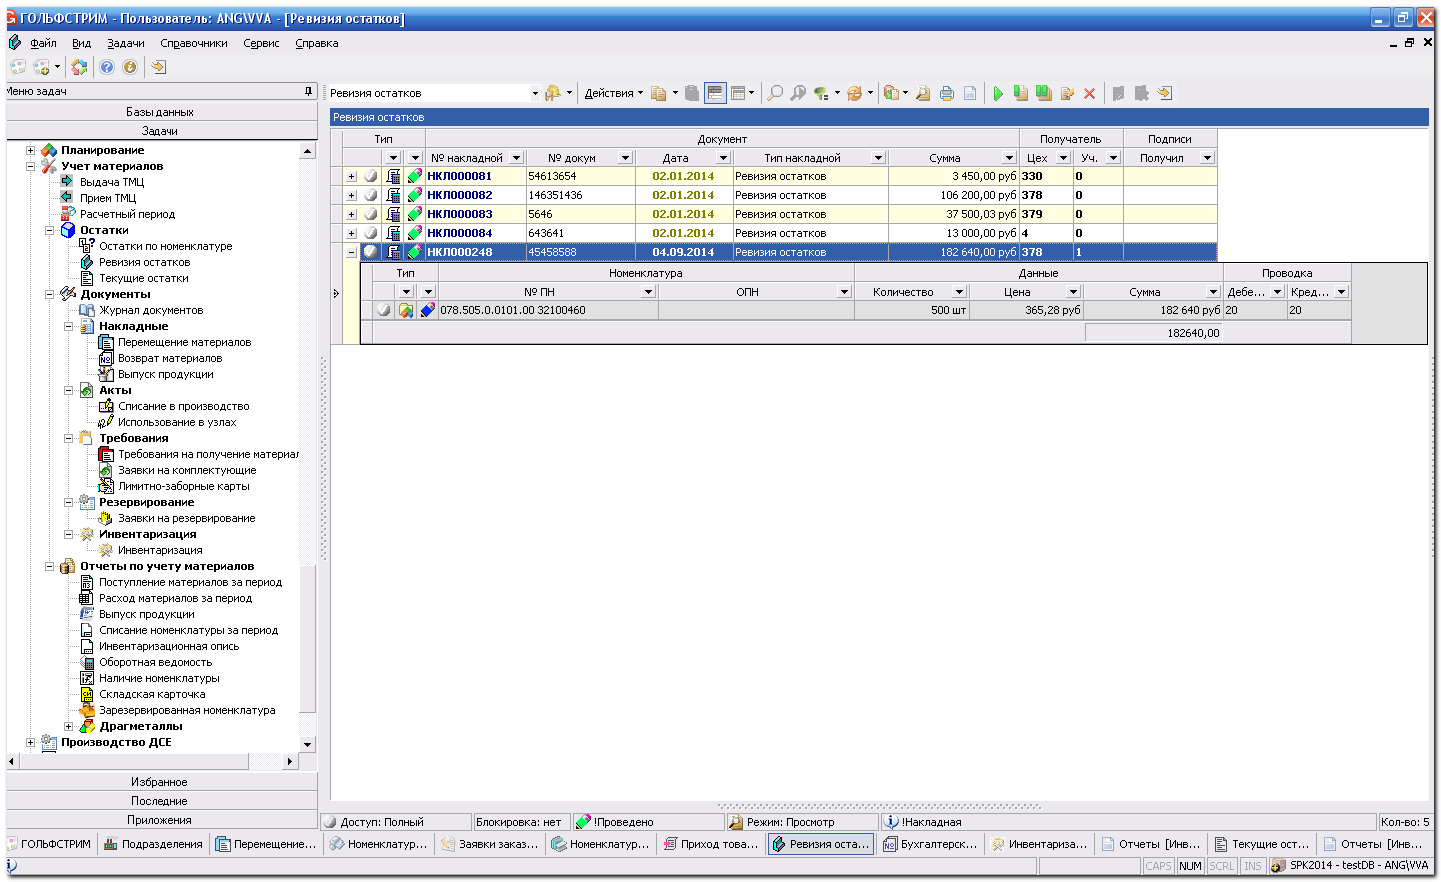 ГОЛЬФСТРИМ - Пользователь: ANG\VVA - [Ревизия остатков]
Файл Вид Задачи Справочники Сервис Справка
Меню задач
Базы данных
Задачи
Планирование
Учет материалов
Выдача ТМЦ
Прием ТМЦ
Расчетный период
Остатки
Остатки по номенклатуре
Ревизия остатков
Текущие остатки
Документы
Журнал документов
Накладные
Перемещение материалов
Возврат материалов
Выпуск продукции
Акты
Списание в производство
Использование в узлах
Требования
Требования на получение материал
Заявки на комплектующие
Лимитно-заборные карты
Резервирование
Заявки на резервирование
Инвентаризация
Инвентаризация
Отчеты по учету материалов
Поступление материалов за период
Расход материалов за период
Выпуск продукции
Списание номенклатуры за период
Инвентаризационная опись
Оборотная ведомость
Наличие номенклатуры
Складская карточка
Зарезервированная номенклатура
Драгметаллы
Производство ДСЕ
Избранное
Последние
Приложения
Ревизия остатков Действия
Ревизия остатков
Тип Документ Получатель Подписи
№ накладной № докум Дата Тип накладной Сумма Цех Уч. Получил
НКЛ000081 54613654 02.01.2014 Ревизия остатков 3 450,00 руб 330 0
НКЛ000082 146351436 02.01.2014 Ревизия остатков 106 200,00 руб 378 0
НКЛ000083 5646 02.01.2014 Ревизия остатков 37 500,03 руб 379 0
НКЛ000084 643641 02.01.2014 Ревизия остатков 13 000,00 руб 4 0
НКЛ000248 45458588 04.09.2014 Ревизия остатков 182 640,00 руб 378 1
Тип Номенклатура Данные Проводка
№ ПН ОПН Количество Цена Сумма Дебе... Кред...
078.505.0.0101.00 32100460 500 шт 365,28 руб 182 640 руб 20 20
182640,00
Доступ: Полный Блокировка: нет !Проведено Режим: Просмотр !Накладная Кол-во: 5
ГОЛЬФСТРИМ Подразделения Перемещение... Номенклатур... Заявки заказ... Номенклатур... Приход това... Ревизия оста... Бухгалтерск... Инвентариза... Отчеты [Инв... Текущие ост... Отчеты [Инв...
CAPS NUM SCRL INS SPK2014 - testDB - ANG\VVA